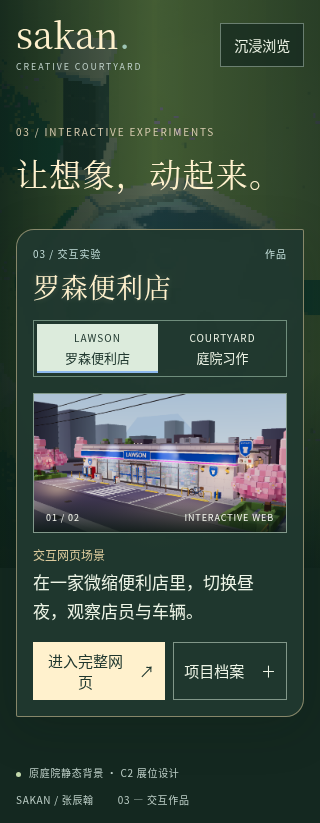 sakan.
CREATIVE COURTYARD
沉浸浏览
03 / INTERACTIVE EXPERIMENTS
让想象，动起来。
03 / 交互实验
作品
罗森便利店
LAWSON
罗森便利店
COURTYARD
庭院习作
LAWSON
01 / 02
INTERACTIVE WEB
交互网页场景
在一家微缩便利店里，切换昼
夜，观察店员与车辆。
进入完整网
页 ↗
项目档案 +
原庭院静态背景 · C2 展位设计
SAKAN / 张辰翰
03 — 交互作品